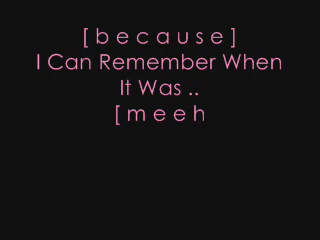 [ b e c a u s e ]
I Can Remember When
It Was ..
[ m e e h